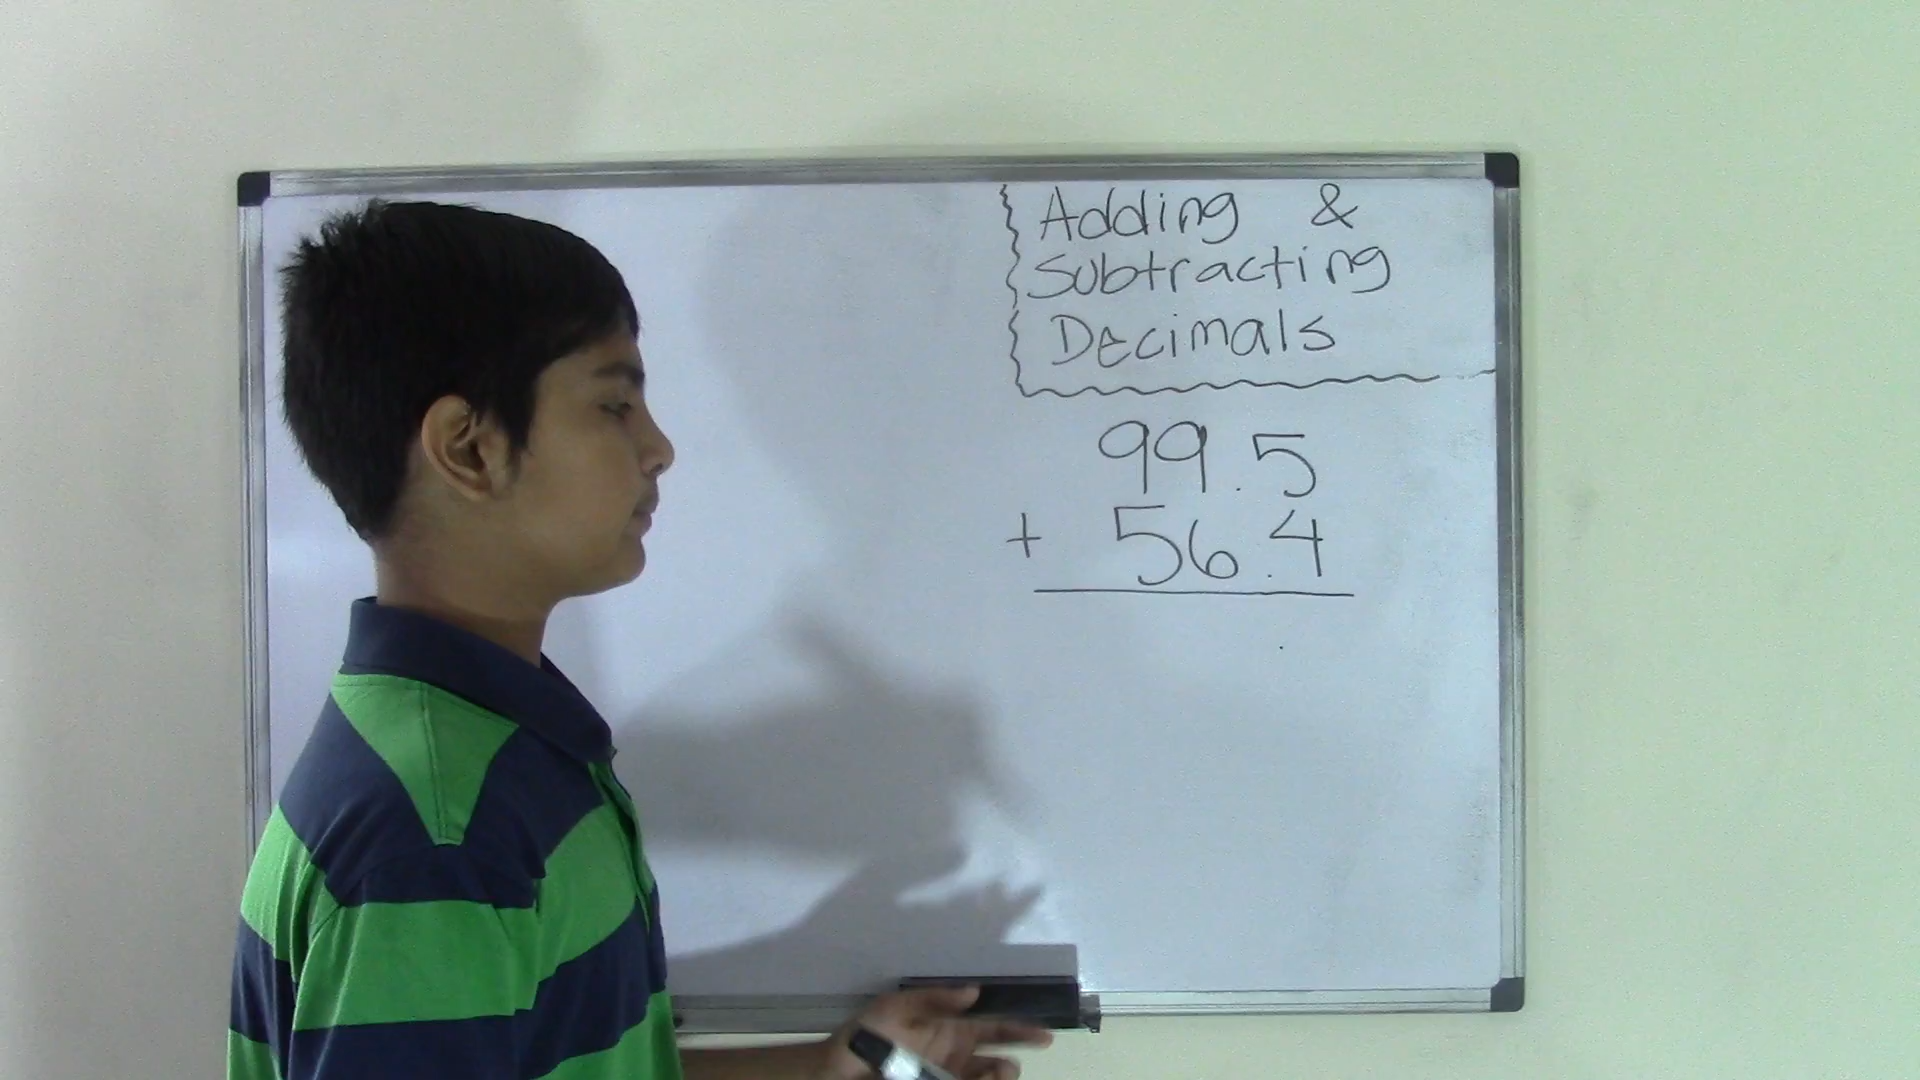 Adding &
Subtracting
Decimals
99.5
+ 56.4
.